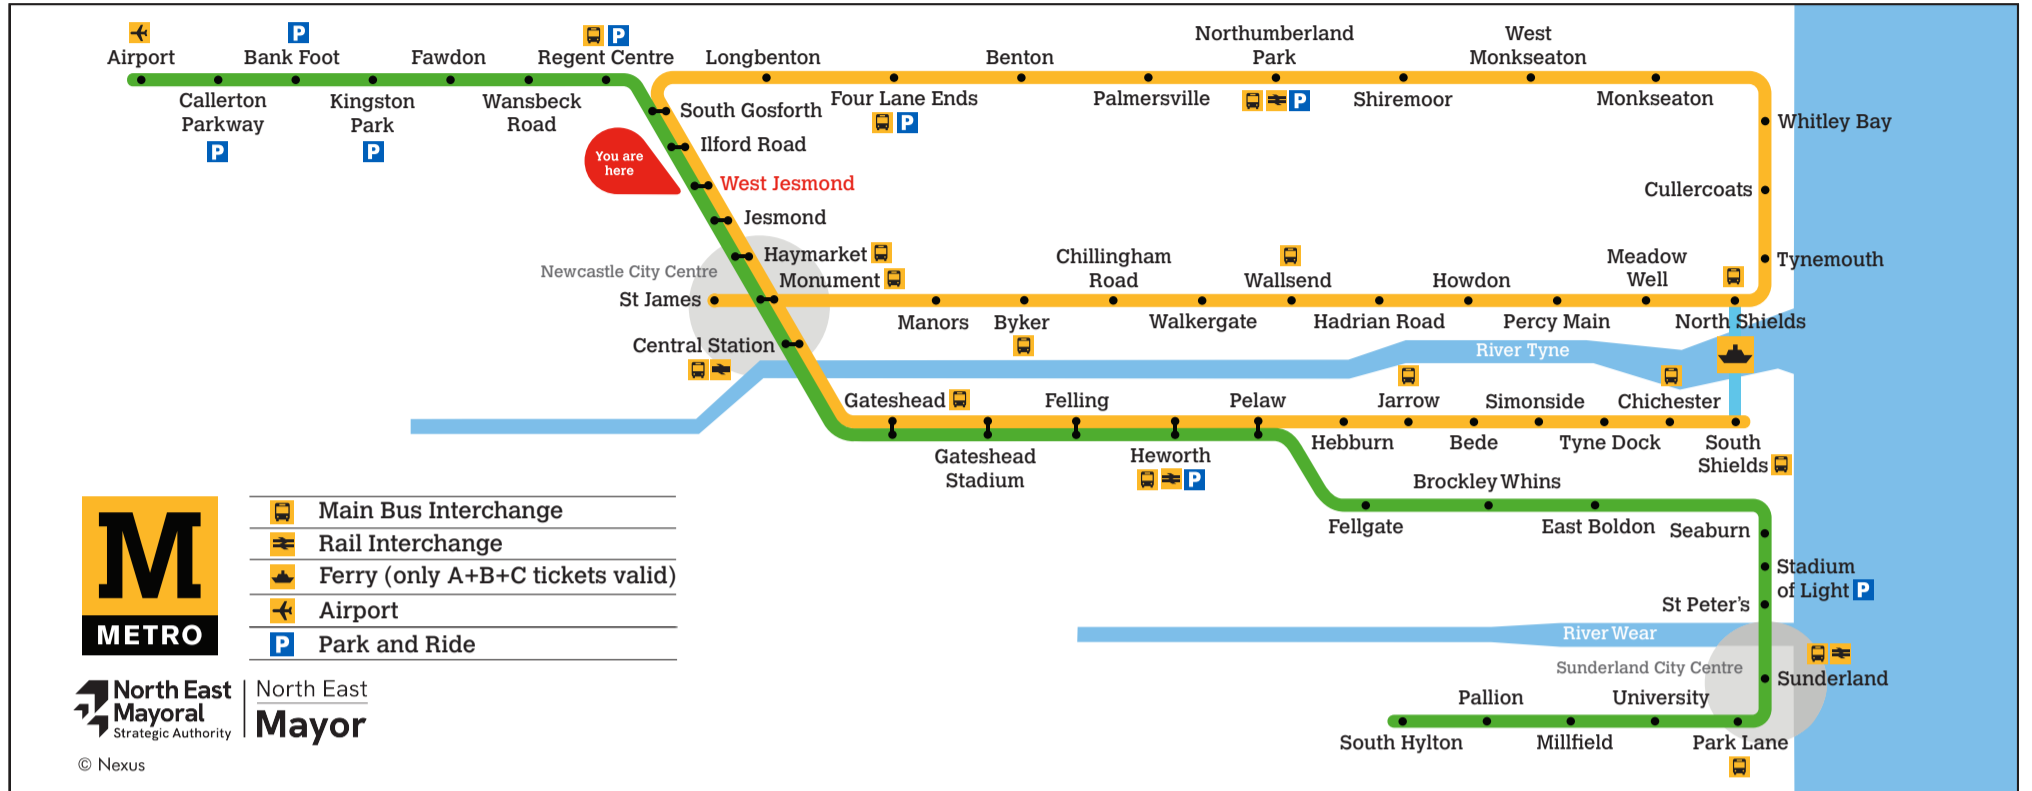 Airport
Callerton
Parkway
P
Bank Foot
P
Kingston
Park
P
Fawdon
Wansbeck
Road
Regent Centre
P
South Gosforth
Ilford Road
West Jesmond
You are
here
Jesmond
Haymarket
Monument
Newcastle City Centre
St James
Central Station
Longbenton
Four Lane Ends
P
Benton
Palmersville
Northumberland
Park
P
Shiremoor
West
Monkseaton
Monkseaton
Whitley Bay
Cullercoats
Tynemouth
North Shields
Meadow
Well
Percy Main
Howdon
Hadrian Road
Wallsend
Walkergate
Chillingham
Road
Byker
Manors
River Tyne
Gateshead
Gateshead
Stadium
Felling
Heworth
P
Pelaw
Hebburn
Jarrow
Bede
Simonside
Tyne Dock
Chichester
South
Shields
Fellgate
Brockley Whins
East Boldon
Seaburn
Stadium
of Light P
St Peter's
River Wear
Sunderland City Centre
Sunderland
Park Lane
University
Millfield
Pallion
South Hylton
M
METRO
Main Bus Interchange
Rail Interchange
Ferry (only A+B+C tickets valid)
Airport
P Park and Ride
North East
Mayoral
Strategic Authority
North East
Mayor
© Nexus